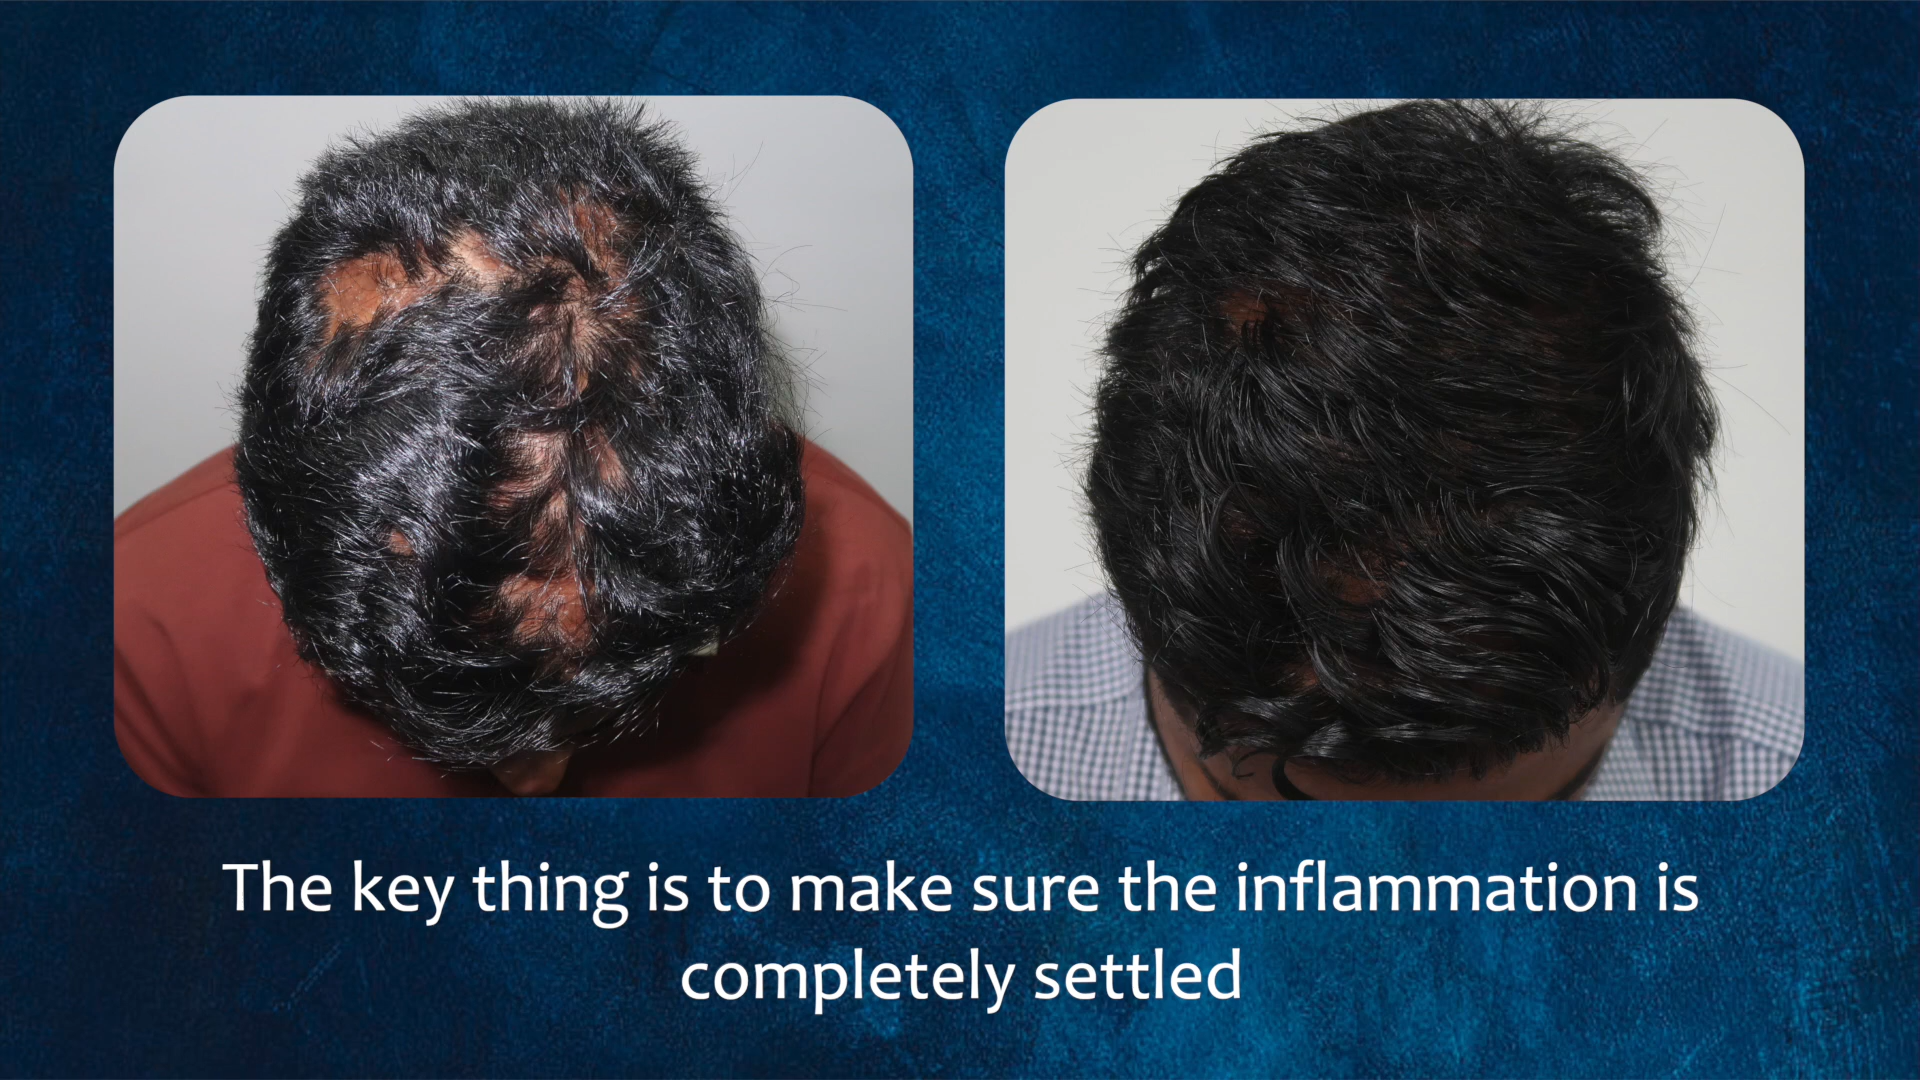 The key thing is to make sure the inflammation is
completely settled